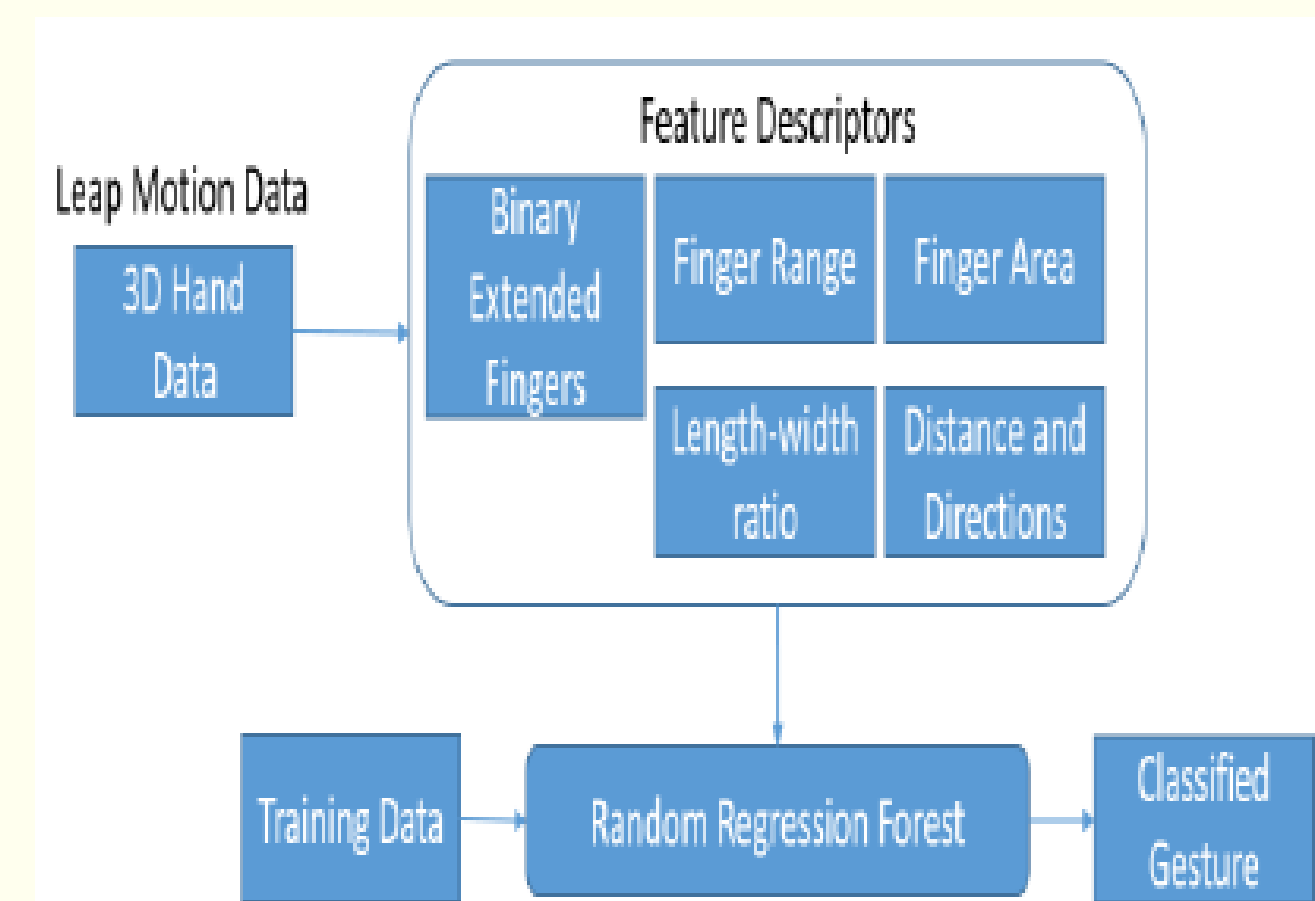 Feature Descriptors
Leap Motion Data
3D Hand
Data
Binary
Extended
Fingers
Finger Range
Finger Area
Length-width
ratio
Distance and
Directions
Training Data
Random Regression Forest
Classified
Gesture